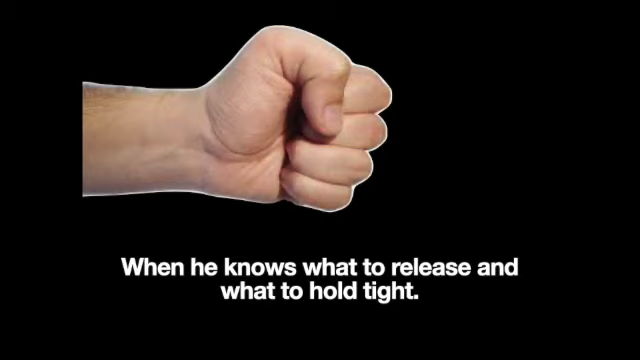 When he knows what to release and
what to hold tight.